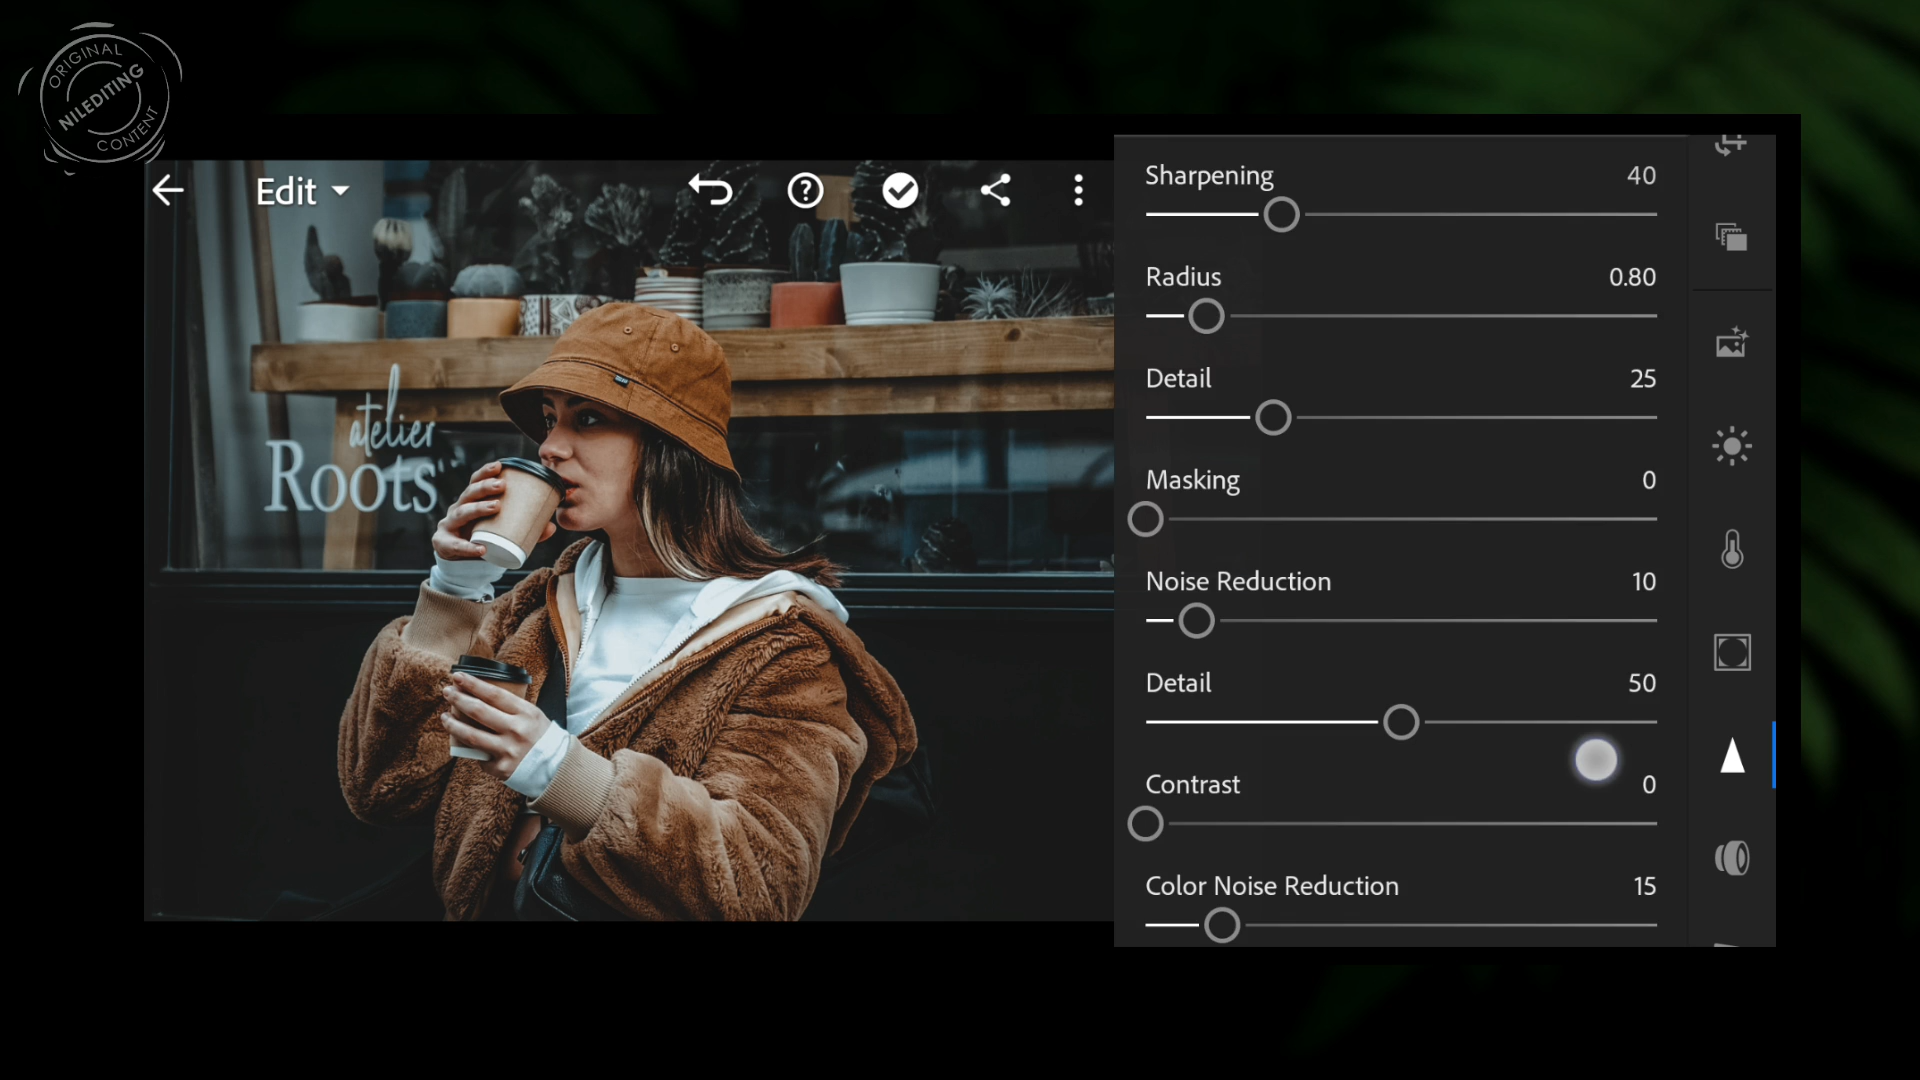 ORIGINAL
NILEDITING
CONTENT
Edit
atelier
Roots
Sharpening 40
Radius 0.80
Detail 25
Masking 0
Noise Reduction 10
Detail 50
Contrast 0
Color Noise Reduction 15